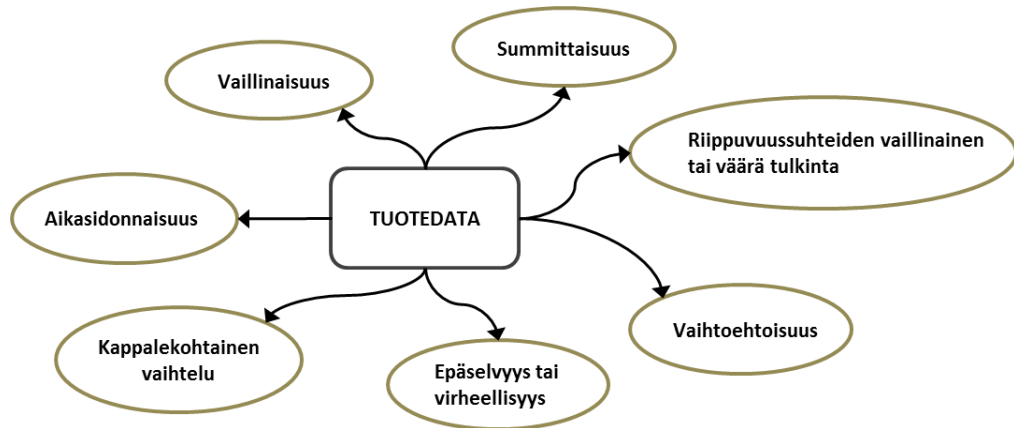 Summittaisuus
Vaillinaisuus
Riippuvuussuhteiden vaillinainen
tai väärä tulkinta
Aikasidonnaisuus
TUOTEDATA
Vaihtoehtoisuus
Kappalekohtainen
vaihtelu
Epäselvyys tai
virheellisyys